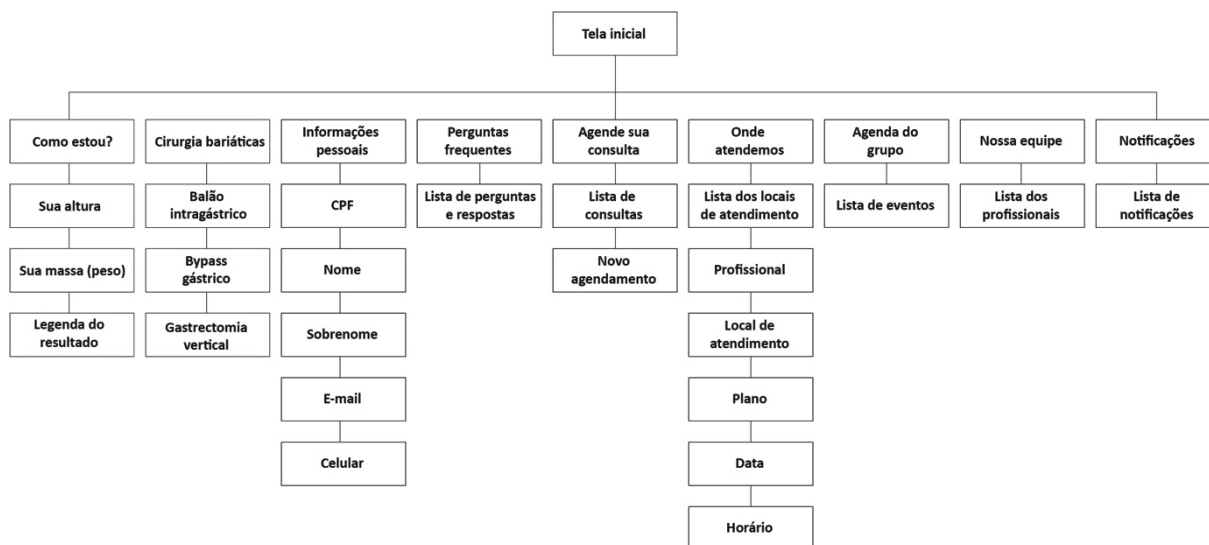 Tela inicial
Como estou?
Cirurgia bariáticas
Informações
pessoais
Perguntas
frequentes
Agende sua
consulta
Onde
atendemos
Agenda do
grupo
Nossa equipe
Notificações
Sua altura
Balão
intragástrico
CPF
Lista de perguntas
e respostas
Lista de
consultas
Lista dos locais
de atendimento
Lista de eventos
Lista dos
profissionais
Lista de
notificações
Sua massa (peso)
Bypass
gástrico
Nome
Novo
agendamento
Profissional
Legenda do
resultado
Gastrectomia
vertical
Sobrenome
Local de
atendimento
E-mail
Plano
Celular
Data
Horário